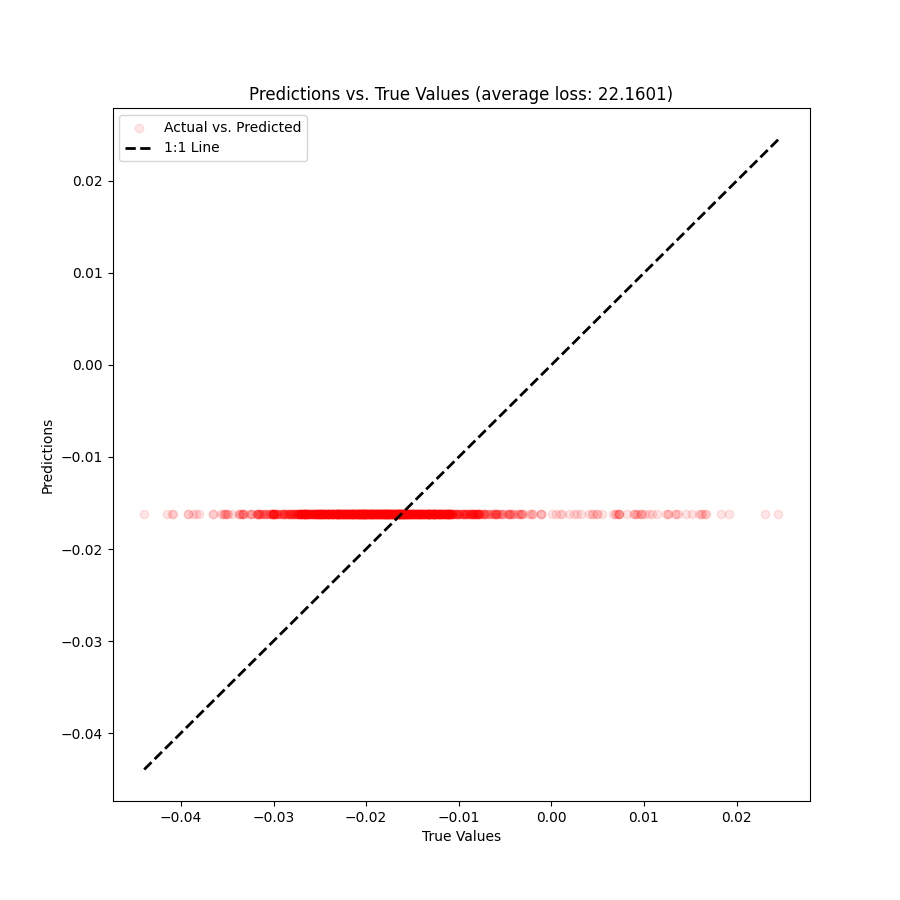 Predictions vs. True Values (average loss: 22.1601)
Actual vs. Predicted
1:1 Line
0.02
0.01
0.00
−0.01
−0.02
−0.03
−0.04
Predictions
−0.04 −0.03 −0.02 −0.01 0.00 0.01 0.02
True Values